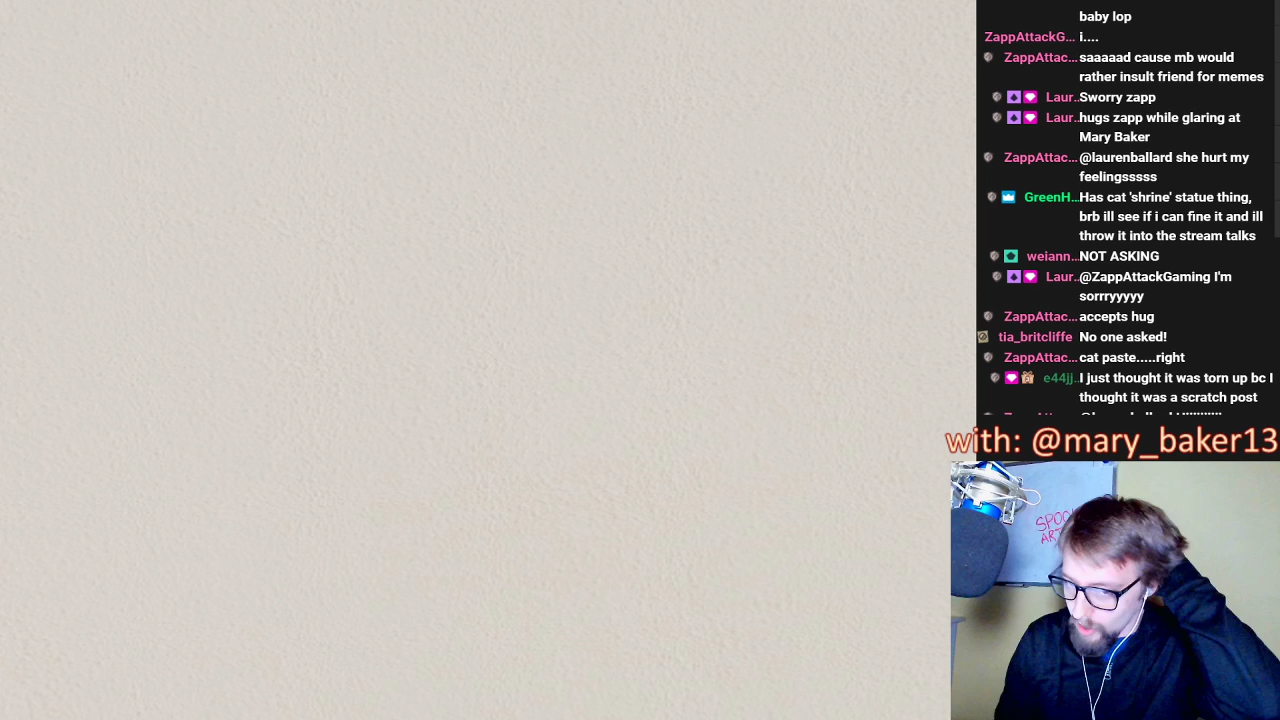 baby lop
ZappAttackG… i....
ZappAttac… saaaaad cause mb would
rather insult friend for memes
Laur.. Sworry zapp
Laur.. hugs zapp while glaring at
Mary Baker
ZappAttac… @laurenballard she hurt my
feelingsssss
GreenH… Has cat 'shrine' statue thing,
brb ill see if i can fine it and ill
throw it into the stream talks
weiann… NOT ASKING
Laur.. @ZappAttackGaming I'm
sorrryyyyy
ZappAttac… accepts hug
tia_britcliffe No one asked!
ZappAttac… cat paste.....right
e44jj.. I just thought it was torn up bc I
thought it was a scratch post
with: @mary_baker13